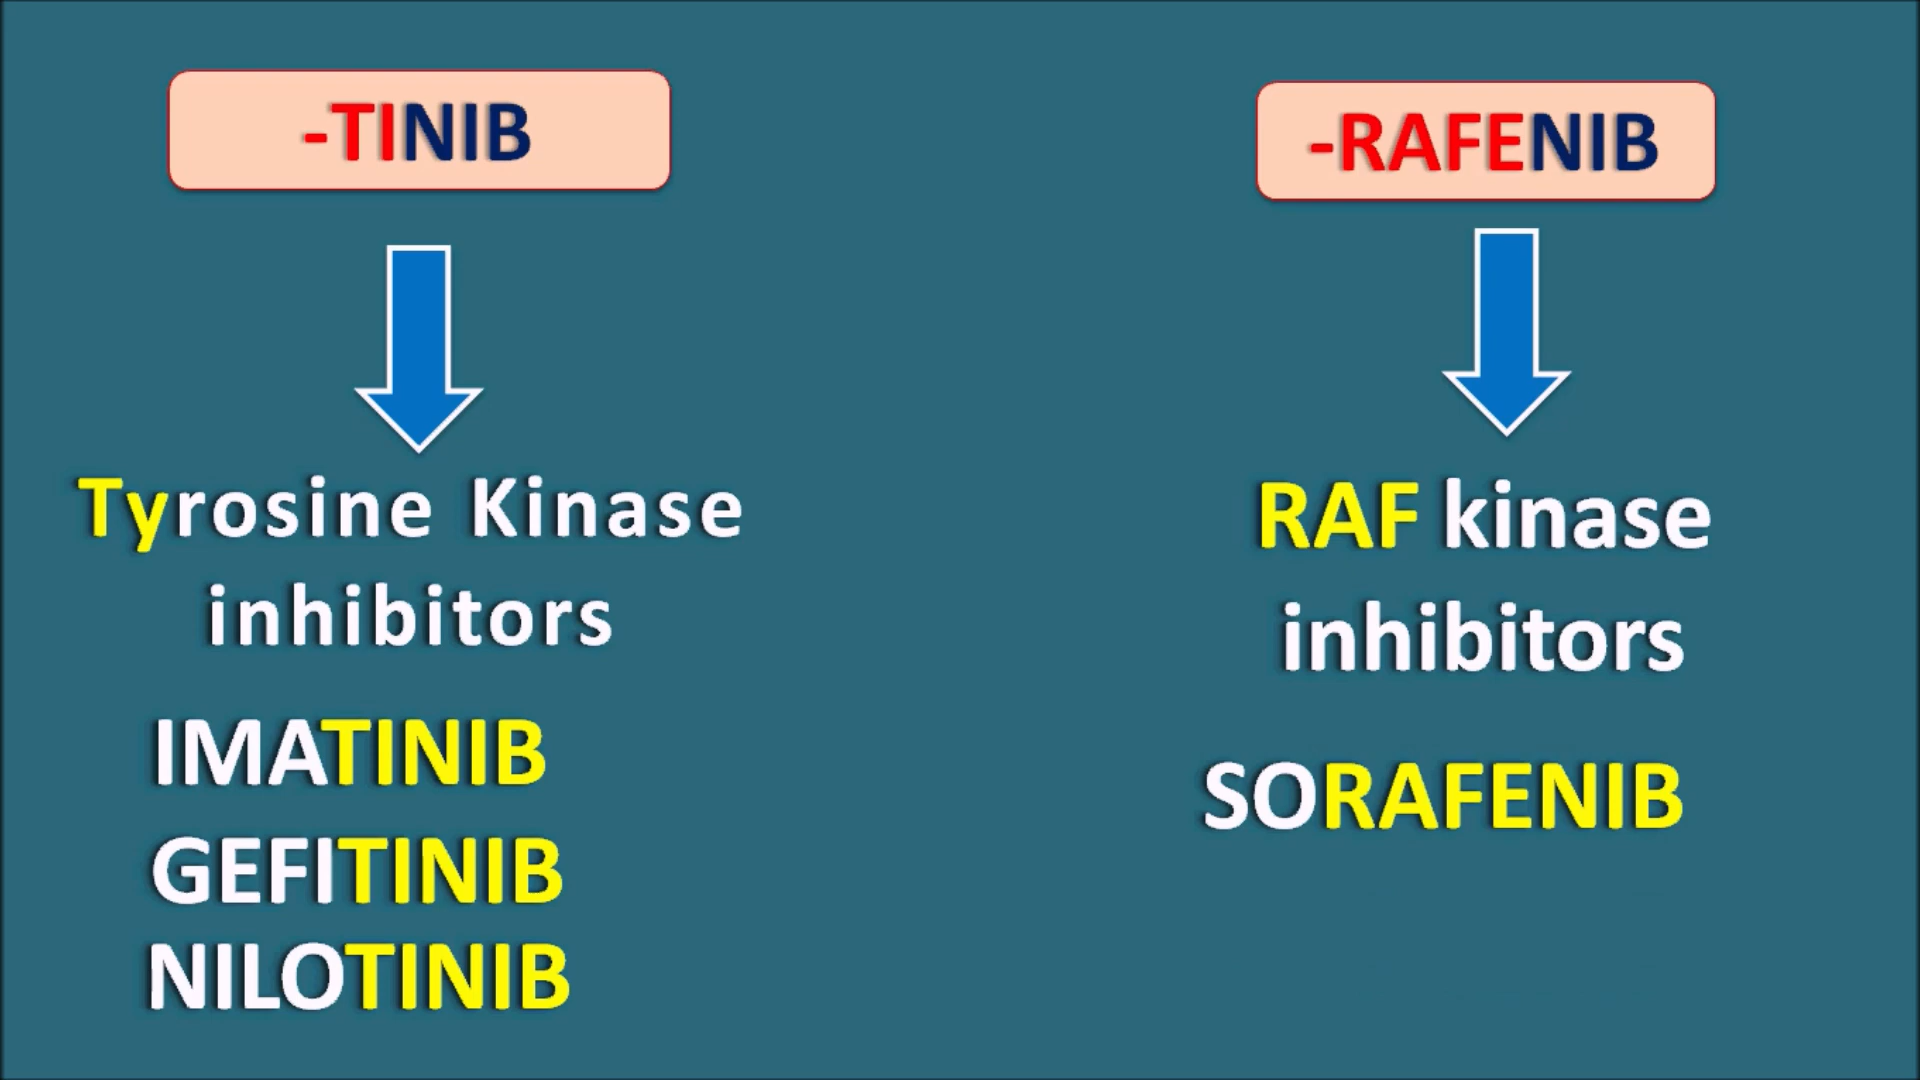 -TINIB
Tyrosine Kinase
inhibitors
IMATINIB
GEFITINIB
NILOTINIB
-RAFENIB
RAF kinase
inhibitors
SORAFENIB